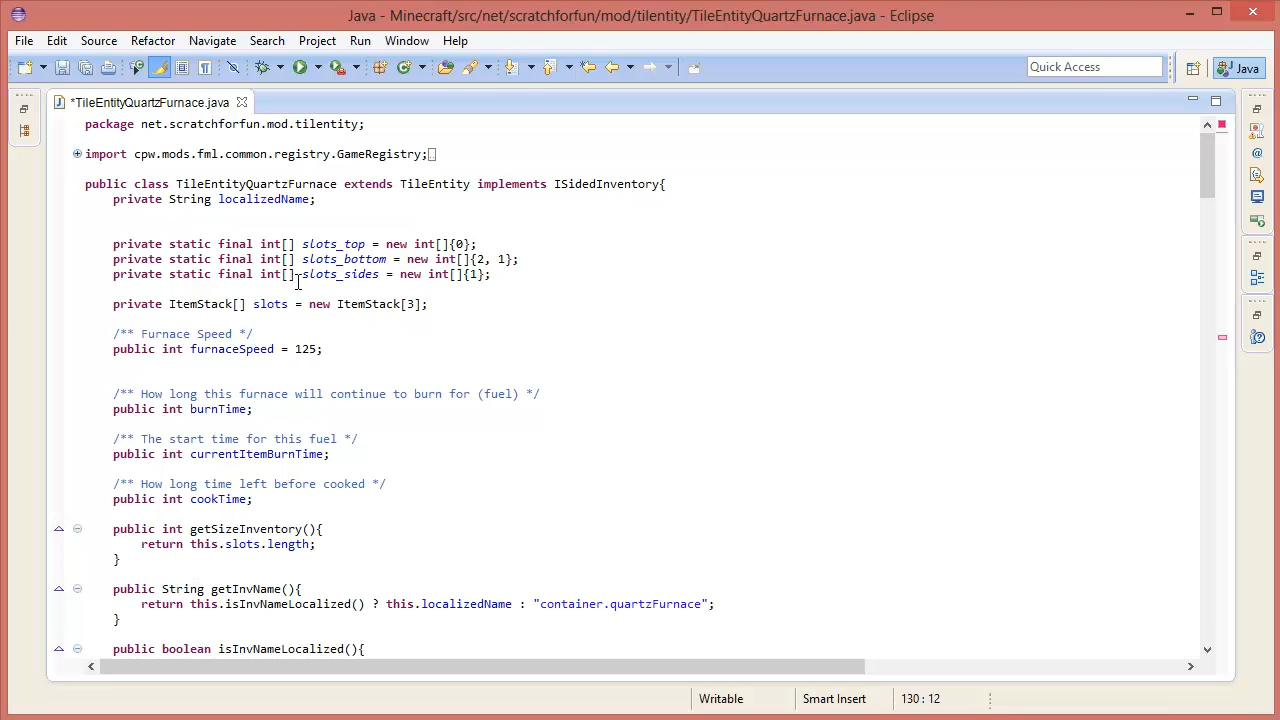 Java - Minecraft/src/net/scratchforfun/mod/tilentity/TileEntityQuartzFurnace.java - Eclipse
File Edit Source Refactor Navigate Search Project Run Window Help
Quick Access
Java
*TileEntityQuartzFurnace.java
package net.scratchforfun.mod.tilentity;
import cpw.mods.fml.common.registry.GameRegistry;
public class TileEntityQuartzFurnace extends TileEntity implements ISidedInventory{
private String localizedName;
private static final int[] slots_top = new int[]{0};
private static final int[] slots_bottom = new int[]{2, 1};
private static final int[] slots_sides = new int[]{1};
private ItemStack[] slots = new ItemStack[3];
/** Furnace Speed */
public int furnaceSpeed = 125;
/** How long this furnace will continue to burn for (fuel) */
public int burnTime;
/** The start time for this fuel */
public int currentItemBurnTime;
/** How long time left before cooked */
public int cookTime;
public int getSizeInventory(){
return this.slots.length;
}
public String getInvName(){
return this.isInvNameLocalized() ? this.localizedName : "container.quartzFurnace";
}
public boolean isInvNameLocalized(){
Writable Smart Insert 130 : 12